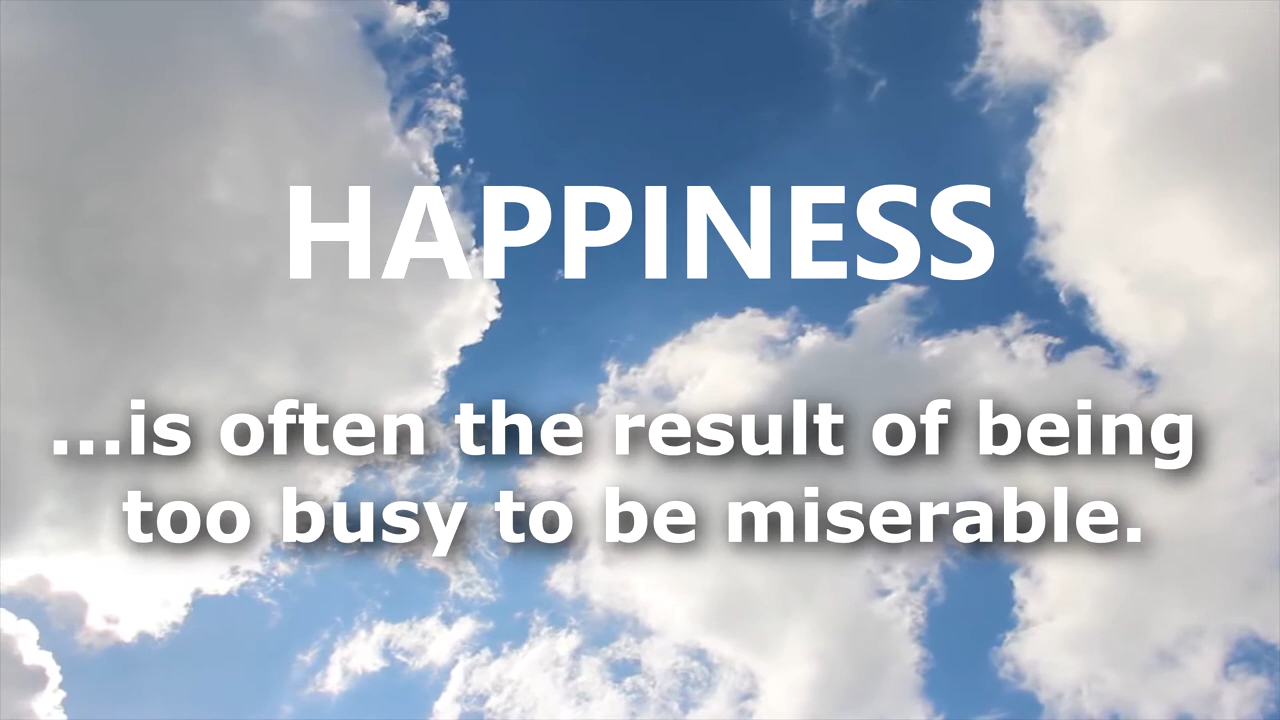 HAPPINESS
...is often the result of being
too busy to be miserable.